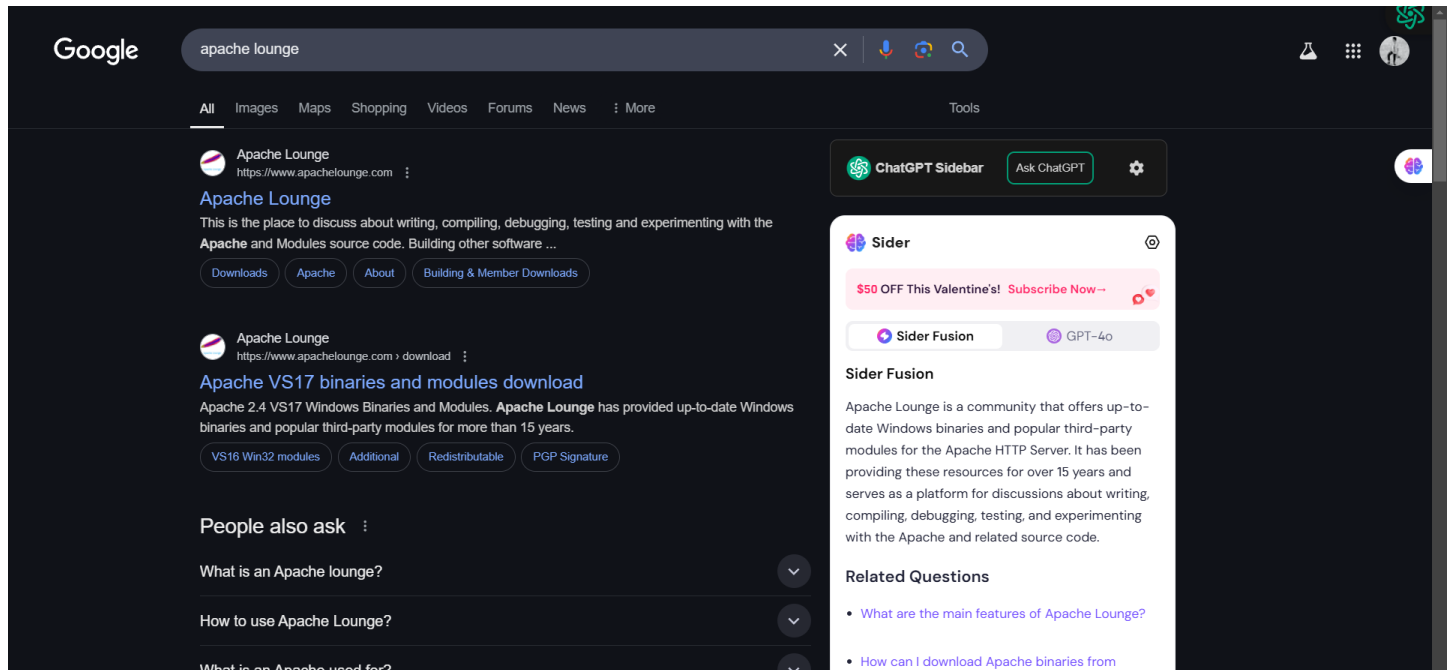 Google
apache lounge
All Images Maps Shopping Videos Forums News More Tools
Apache Lounge
https://www.apachelounge.com
Apache Lounge
This is the place to discuss about writing, compiling, debugging, testing and experimenting with the
Apache and Modules source code. Building other software ...
Downloads Apache About Building & Member Downloads
Apache Lounge
https://www.apachelounge.com › download
Apache VS17 binaries and modules download
Apache 2.4 VS17 Windows Binaries and Modules. Apache Lounge has provided up-to-date Windows
binaries and popular third-party modules for more than 15 years.
VS16 Win32 modules Additional Redistributable PGP Signature
People also ask
What is an Apache lounge?
How to use Apache Lounge?
What is an Apache used for?
ChatGPT Sidebar Ask ChatGPT
Sider
$50 OFF This Valentine's! Subscribe Now→
Sider Fusion GPT-4o
Sider Fusion
Apache Lounge is a community that offers up-to-
date Windows binaries and popular third-party
modules for the Apache HTTP Server. It has been
providing these resources for over 15 years and
serves as a platform for discussions about writing,
compiling, debugging, testing, and experimenting
with the Apache and related source code.
Related Questions
• What are the main features of Apache Lounge?
• How can I download Apache binaries from